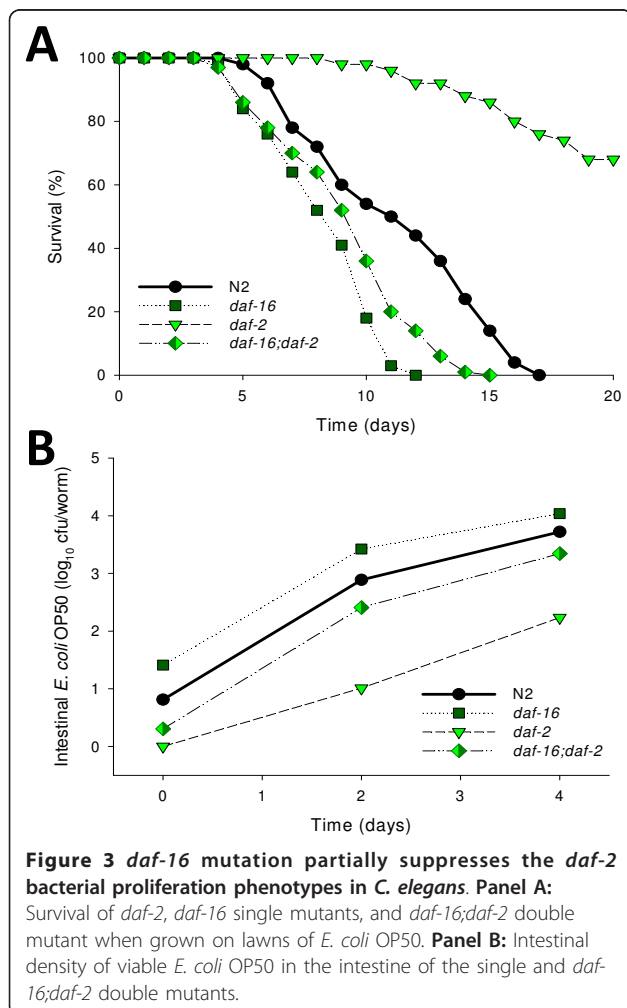 A
100
80
60
40
20
0
Survival (%)
N2
daf-16
daf-2
daf-16;daf-2
0 5 10 15 20
Time (days)
B
5
4
3
2
1
0
Intestinal E. coli OP50 (log10 cfu/worm)
N2
daf-16
daf-2
daf-16;daf-2
0 1 2 3 4
Time (days)
Figure 3 daf-16 mutation partially suppresses the daf-2
bacterial proliferation phenotypes in C. elegans. Panel A:
Survival of daf-2, daf-16 single mutants, and daf-16;daf-2 double
mutant when grown on lawns of E. coli OP50. Panel B: Intestinal
density of viable E. coli OP50 in the intestine of the single and daf-
16;daf-2 double mutants.